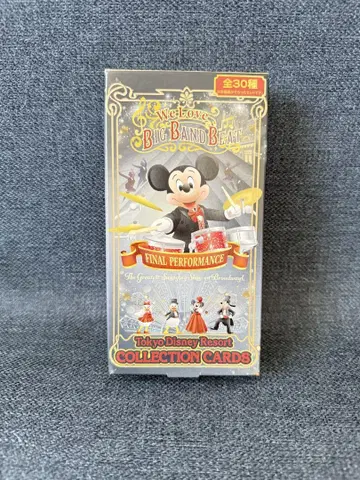 全30種
We Love
BIG BAND BEAT
FINAL PERFORMANCE
Tokyo Disney Resort
COLLECTION CARDS